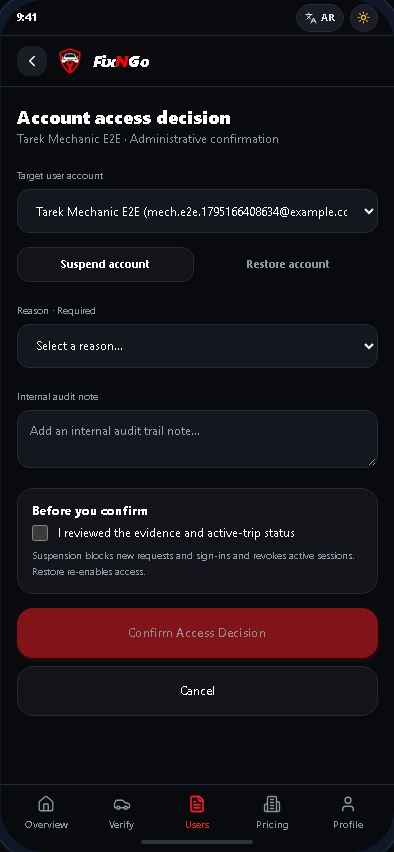 9:41
AR
FixNGo
Account access decision
Tarek Mechanic E2E · Administrative confirmation
Target user account
Tarek Mechanic E2E (mech.e2e.1795166408634@example.cc
Suspend account
Restore account
Reason · Required
Select a reason...
Internal audit note
Add an internal audit trail note...
Before you confirm
I reviewed the evidence and active-trip status
Suspension blocks new requests and sign-ins and revokes active sessions.
Restore re-enables access.
Confirm Access Decision
Cancel
Overview
Verify
Users
Pricing
Profile